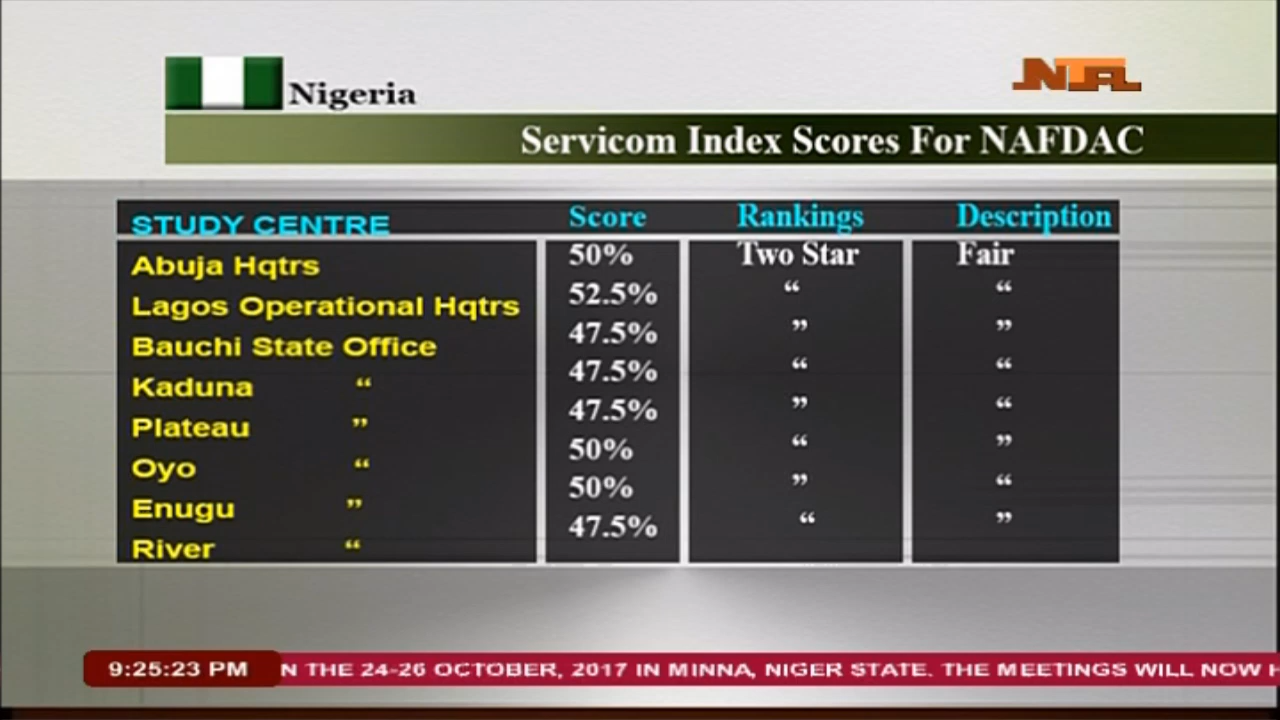 Nigeria
NTA
Servicom Index Scores For NAFDAC
STUDY CENTRE Score Rankings Description
Abuja Hqtrs 50% Two Star Fair
Lagos Operational Hqtrs 52.5% “ “
Bauchi State Office 47.5% ” ”
Kaduna “ 47.5% “ “
Plateau ” 47.5% ” “
Oyo “ 50% “ ”
Enugu ” 50% ” “
River “ 47.5% “ ”
9:25:23 PM N THE 24-26 OCTOBER, 2017 IN MINNA, NIGER STATE. THE MEETINGS WILL NOW H